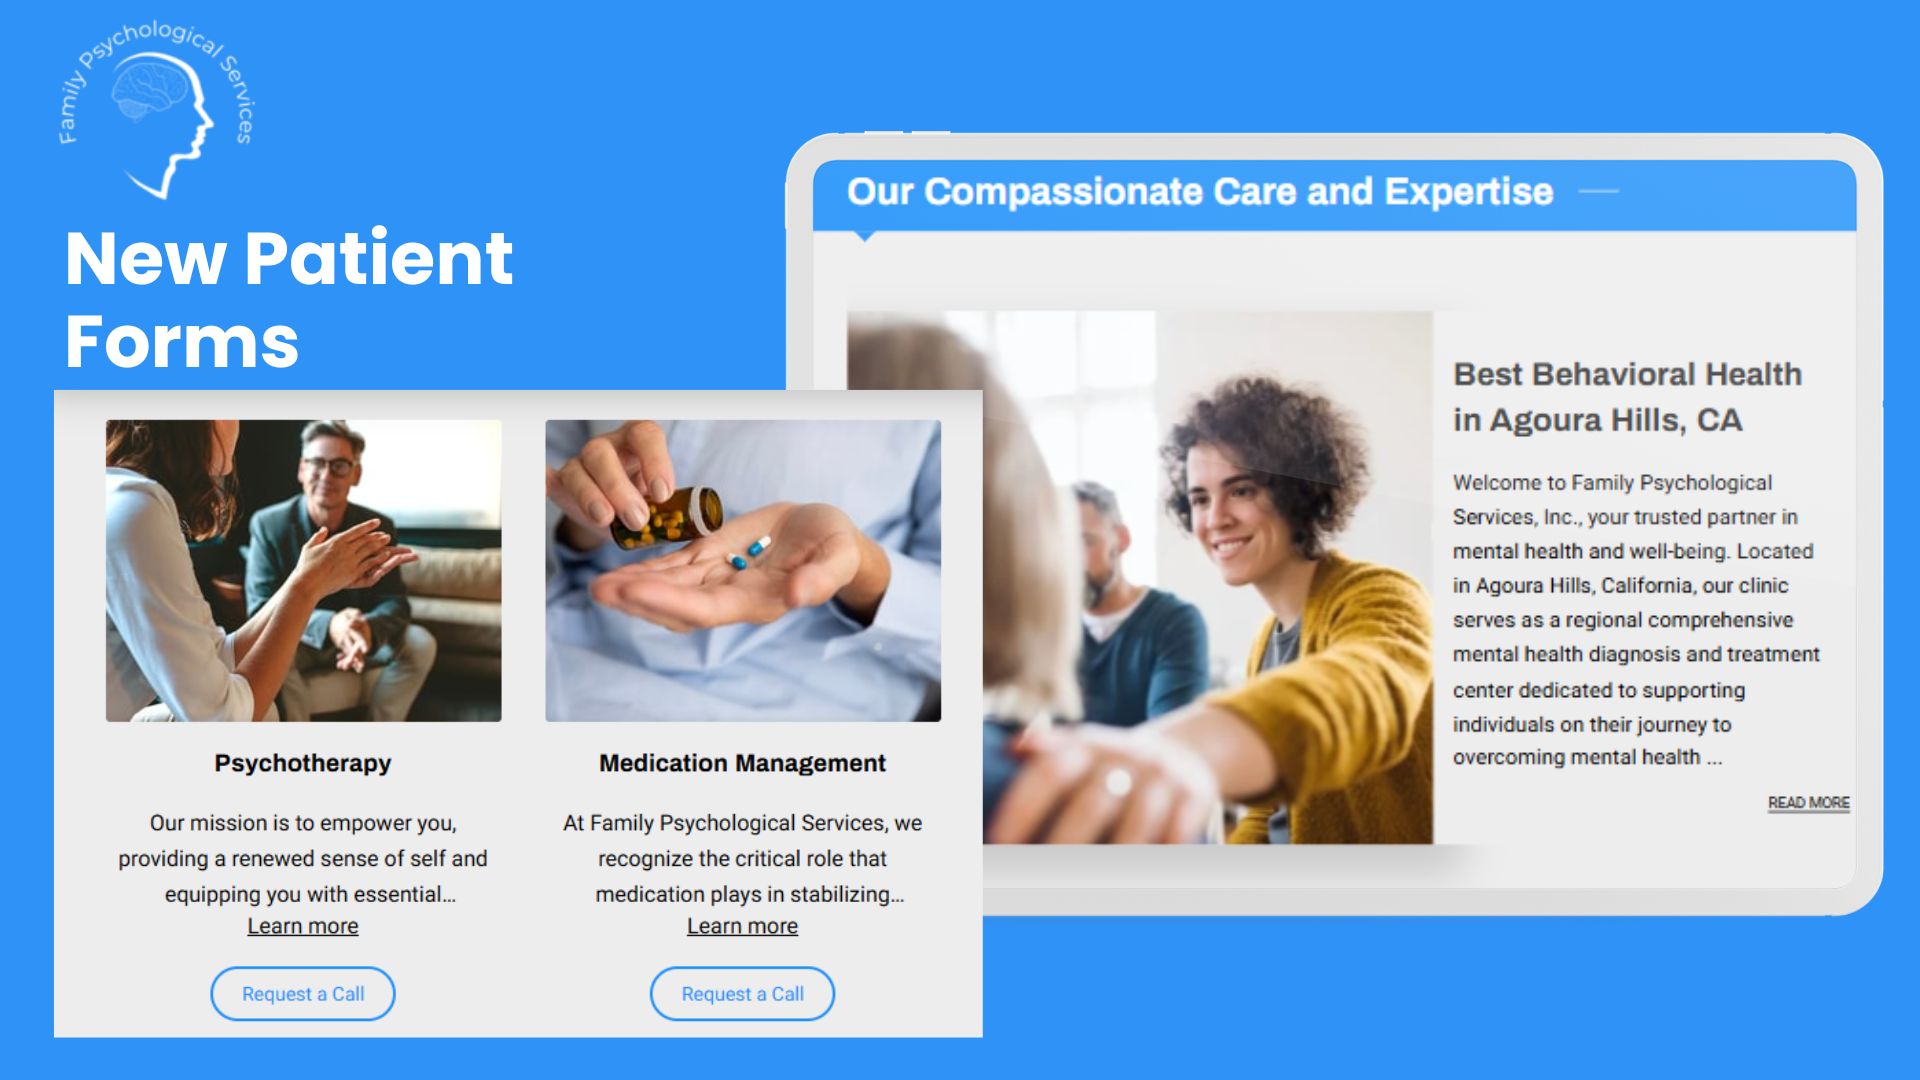 Family Psychological Services
New Patient
Forms
Our Compassionate Care and Expertise
Best Behavioral Health
in Agoura Hills, CA
Welcome to Family Psychological
Services, Inc., your trusted partner in
mental health and well-being. Located
in Agoura Hills, California, our clinic
serves as a regional comprehensive
mental health diagnosis and treatment
center dedicated to supporting
individuals on their journey to
overcoming mental health ...
READ MORE
Psychotherapy
Our mission is to empower you,
providing a renewed sense of self and
equipping you with essential...
Learn more
Request a Call
Medication Management
At Family Psychological Services, we
recognize the critical role that
medication plays in stabilizing...
Learn more
Request a Call